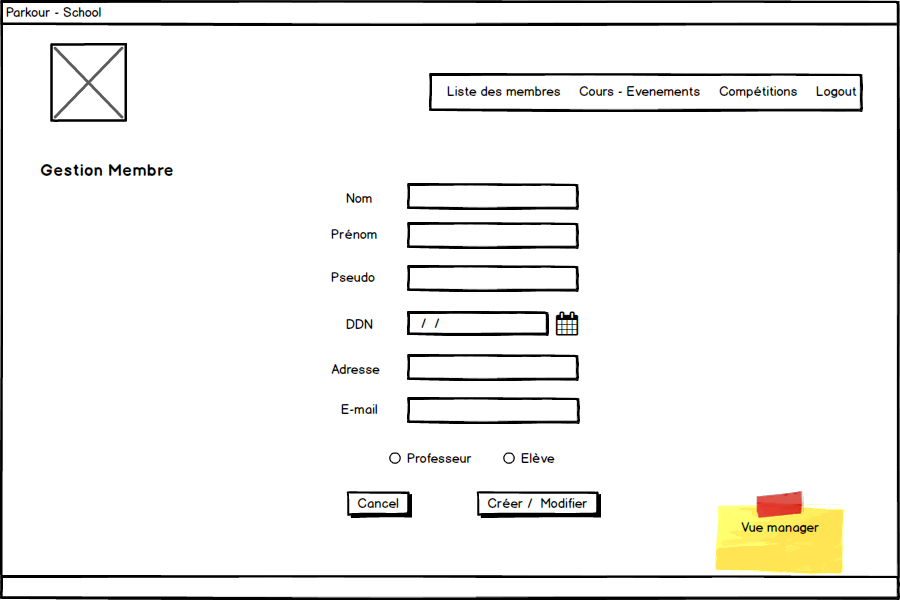 Parkour - School
Liste des membres Cours - Evenements Compétitions Logout
Gestion Membre
Nom
Prénom
Pseudo
DDN / /
Adresse
E-mail
Professeur Elève
Cancel Créer / Modifier
Vue manager